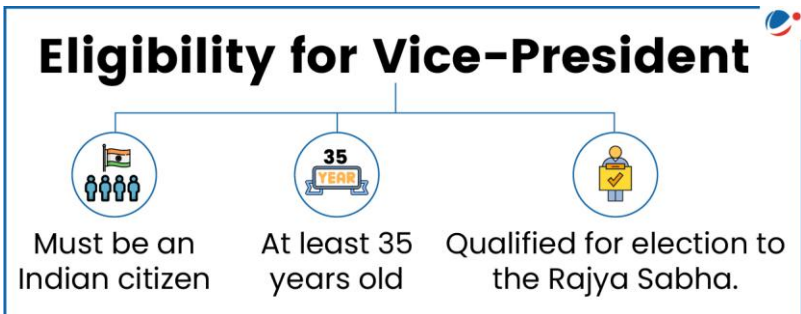 Eligibility for Vice-President
35
YEAR
Must be an
Indian citizen
At least 35
years old
Qualified for election to
the Rajya Sabha.